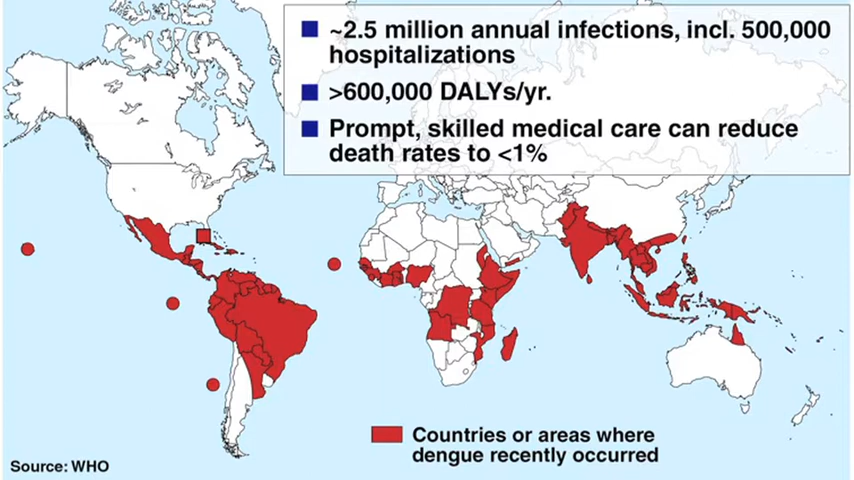 ~2.5 million annual infections, incl. 500,000
hospitalizations
>600,000 DALYs/yr.
Prompt, skilled medical care can reduce
death rates to <1%
Countries or areas where
dengue recently occurred
Source: WHO